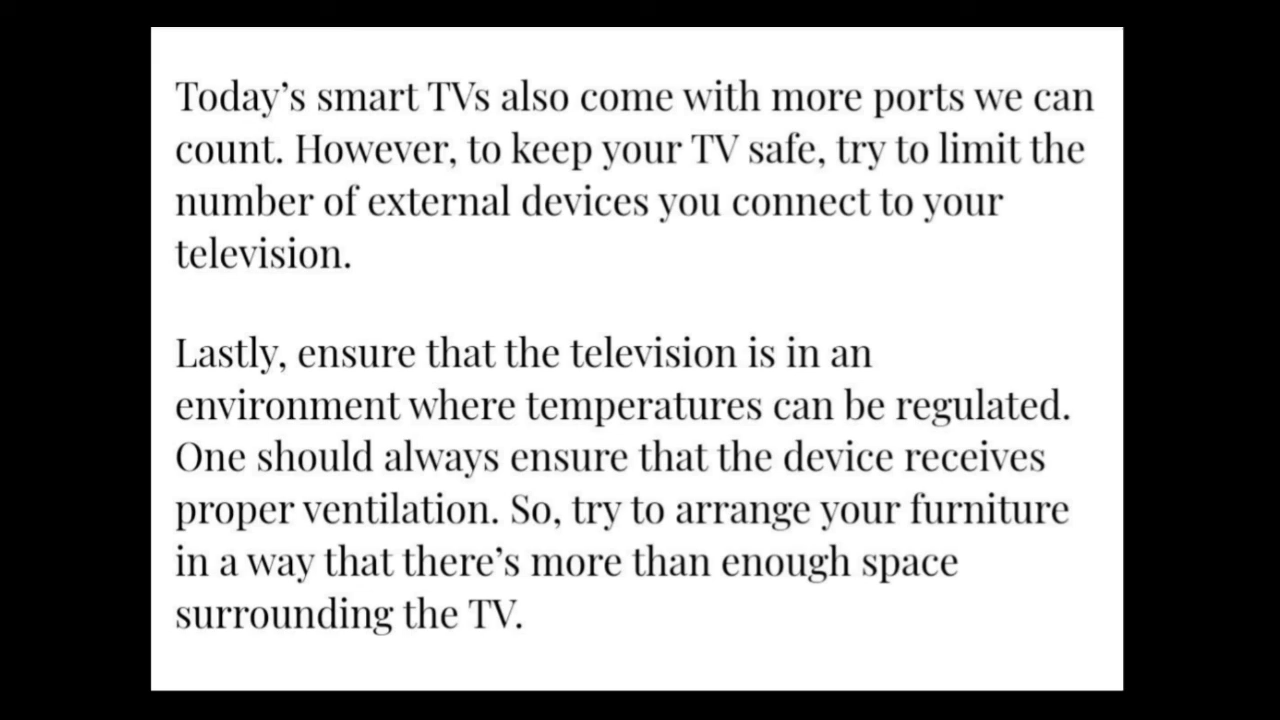 Today’s smart TVs also come with more ports we can
count. However, to keep your TV safe, try to limit the
number of external devices you connect to your
television.
Lastly, ensure that the television is in an
environment where temperatures can be regulated.
One should always ensure that the device receives
proper ventilation. So, try to arrange your furniture
in a way that there’s more than enough space
surrounding the TV.